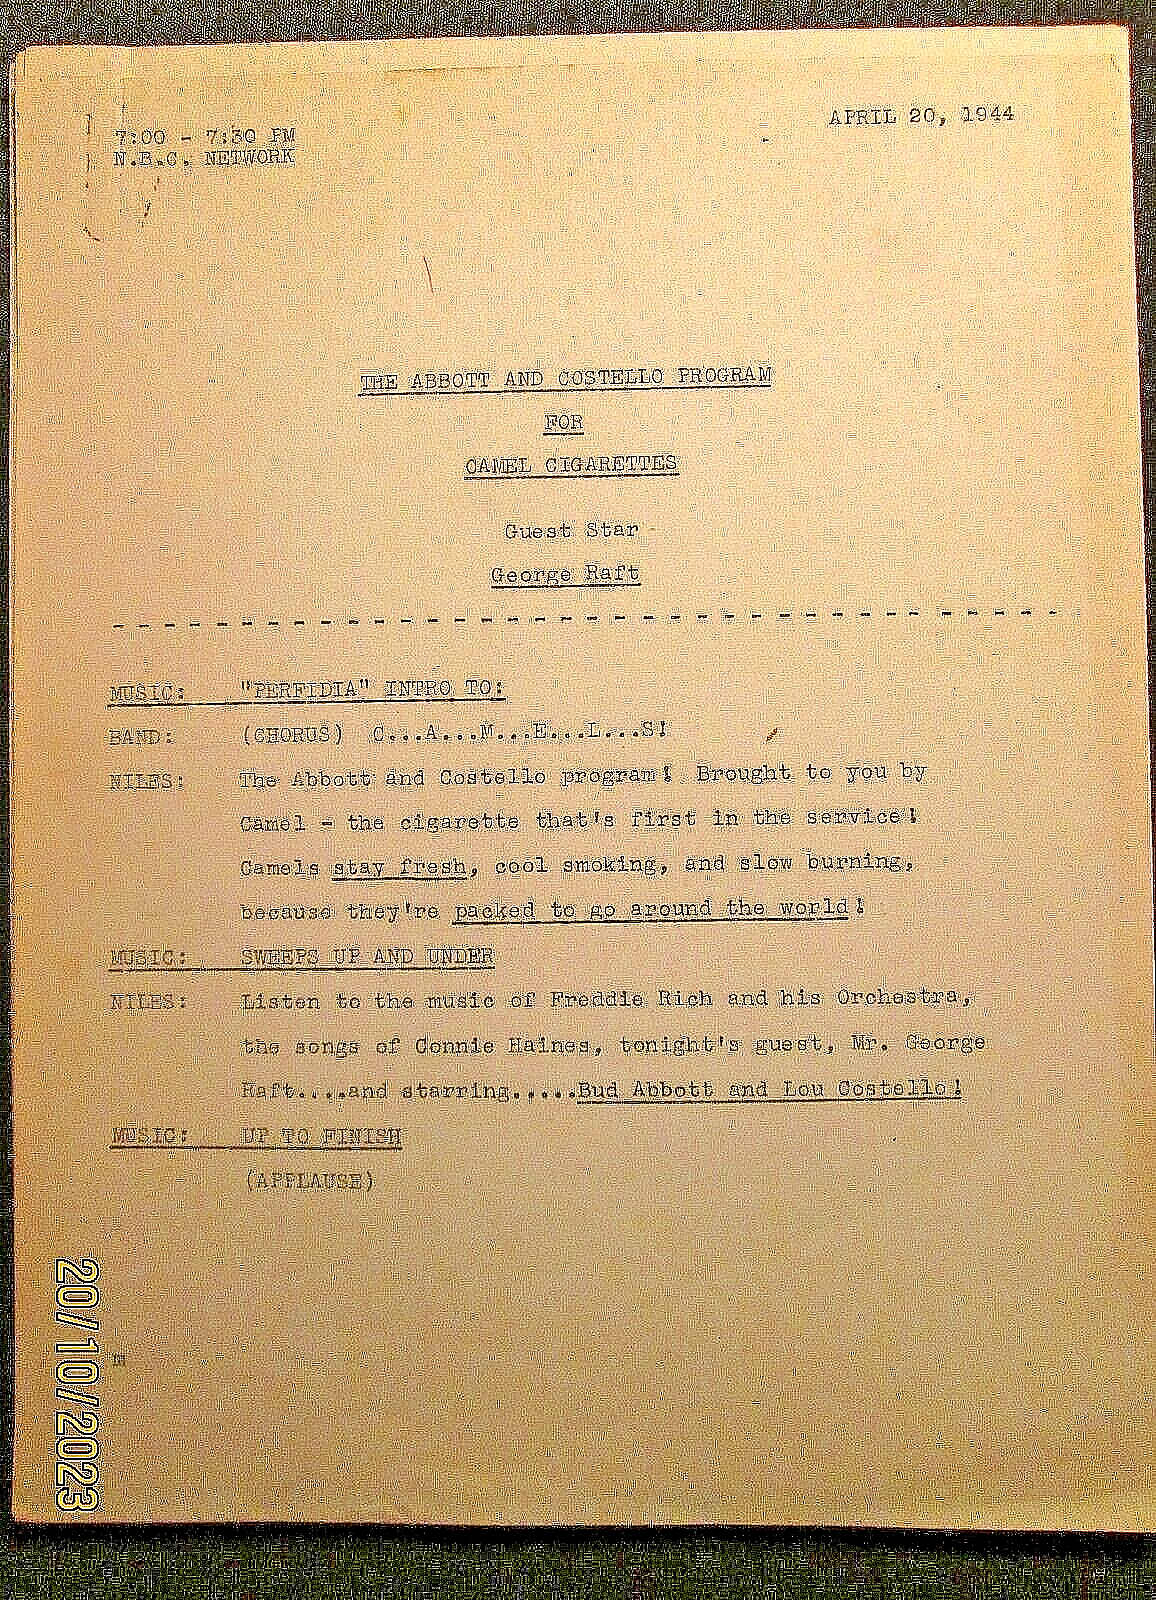 7:00 - 7:30 PM
N.B.C. NETWORK
APRIL 20, 1944
THE ABBOTT AND COSTELLO PROGRAM
FOR
CAMEL CIGARETTES
Guest Star
George Raft
MUSIC: "PERFIDIA" INTRO TO:
BAND: (CHORUS) C...A...M...E...L...S!
NILES: The Abbott and Costello program! Brought to you by
Camel - the cigarette that's first in the service!
Camels stay fresh, cool smoking, and slow burning,
because they're packed to go around the world!
MUSIC: SWEEPS UP AND UNDER
NILES: Listen to the music of Freddie Rich and his Orchestra,
the songs of Connie Haines, tonight's guest, Mr. George
Raft....and starring.....Bud Abbott and Lou Costello!
MUSIC: UP TO FINISH
(APPLAUSE)
m
20/10/2023